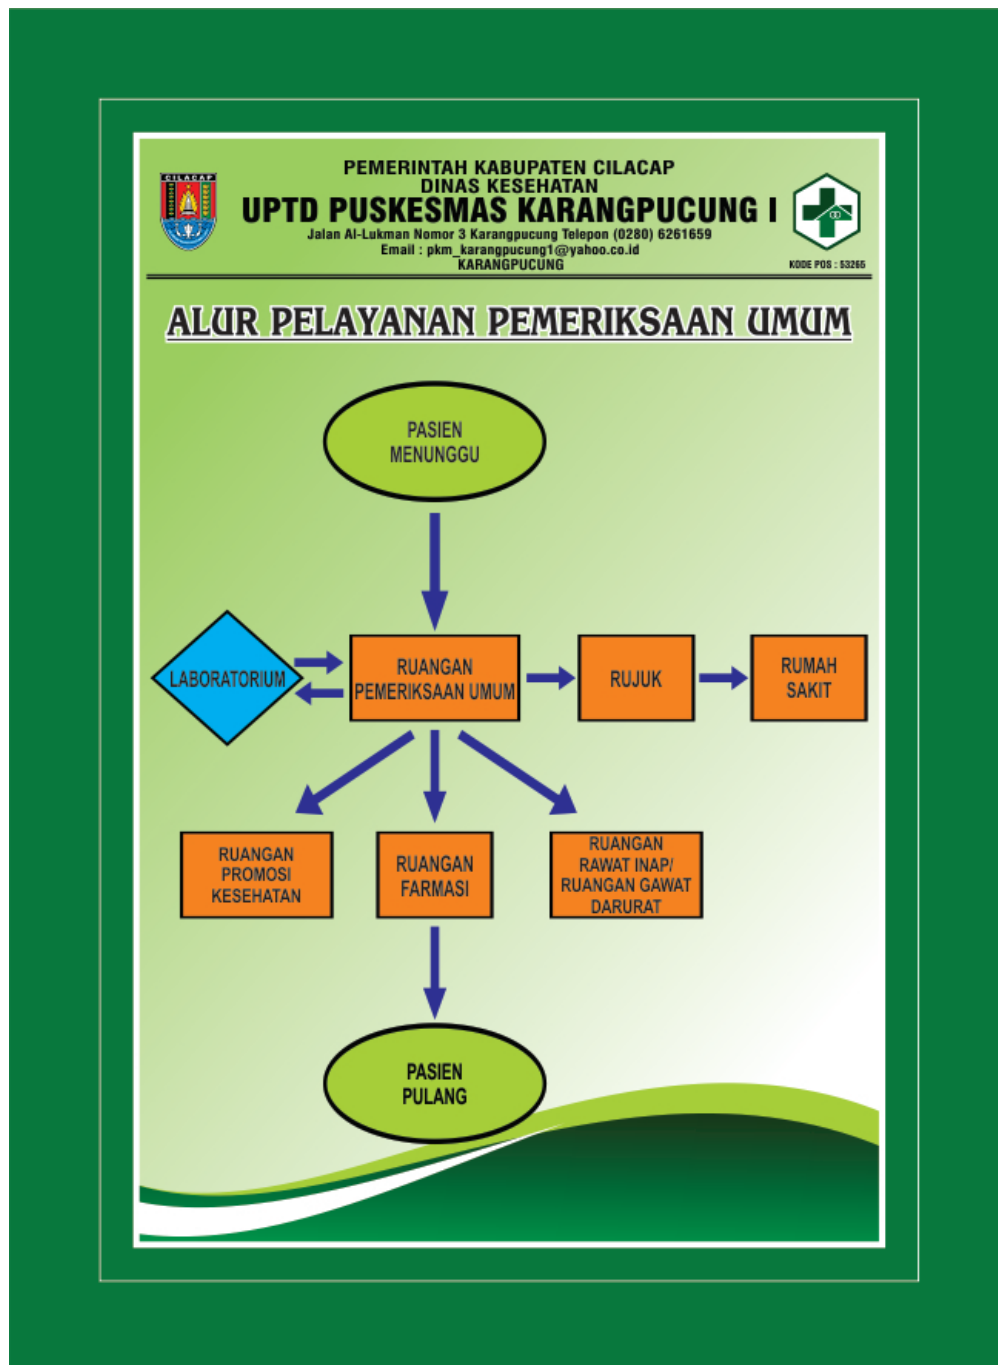 CILACAP
PEMERINTAH KABUPATEN CILACAP
DINAS KESEHATAN
UPTD PUSKESMAS KARANGPUCUNG I
Jalan Al-Lukman Nomor 3 Karangpucung Telepon (0280) 6261659
Email : pkm_karangpucung1@yahoo.co.id
KARANGPUCUNG
KODE POS : 53265
ALUR PELAYANAN PEMERIKSAAN UMUM
PASIEN
MENUNGGU
LABORATORIUM
RUANGAN
PEMERIKSAAN UMUM
RUJUK
RUMAH
SAKIT
RUANGAN
PROMOSI
KESEHATAN
RUANGAN
FARMASI
RUANGAN
RAWAT INAP/
RUANGAN GAWAT
DARURAT
PASIEN
PULANG